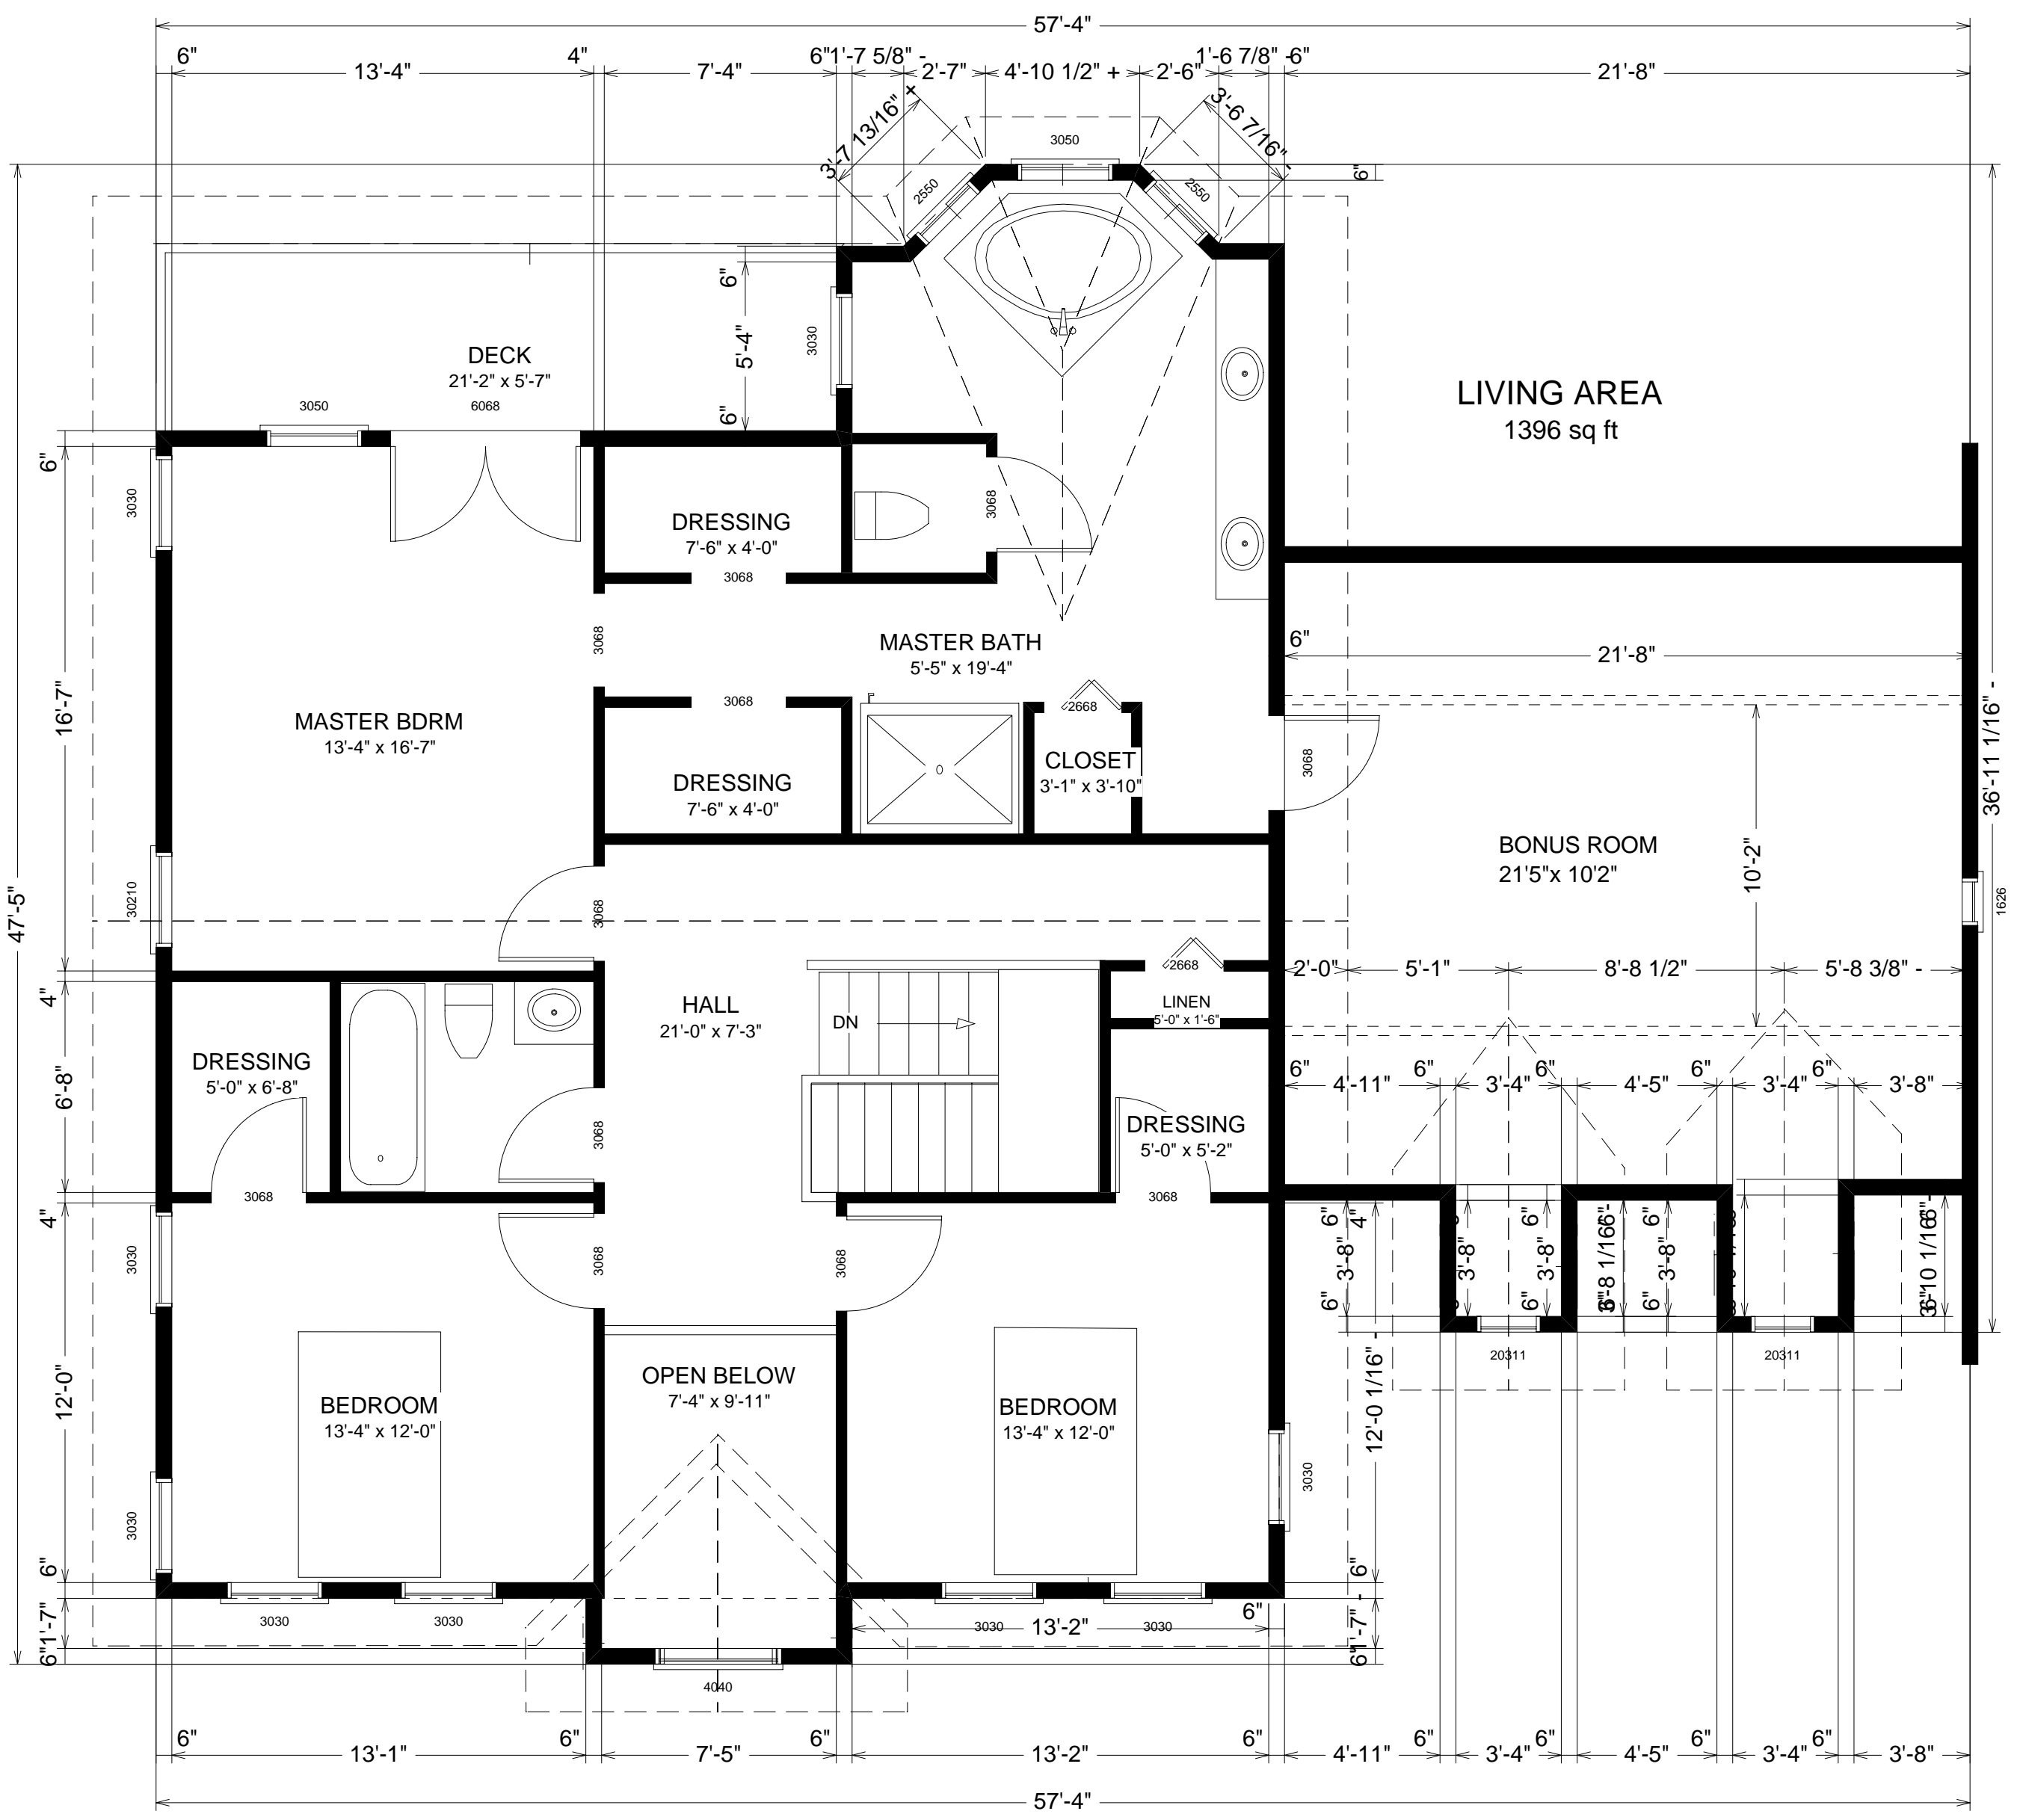 57'-4"
6"
13'-4"
4"
7'-4"
6"
1'-7 5/8" -
2'-7"
4'-10 1/2" +
2'-6"
1'-6 7/8" -
6"
21'-8"
3'-7 13/16" +
3'-6 7/16" -
3050
2550
2550
6"
6"
5'-4"
6"
3030
DECK
21'-2" x 5'-7"
3050
6068
LIVING AREA
1396 sq ft
6"
3030
DRESSING
7'-6" x 4'-0"
3068
3068
3068
MASTER BATH
5'-5" x 19'-4"
6"
21'-8"
16'-7"
MASTER BDRM
13'-4" x 16'-7"
3068
2668
36'-11 1/16" -
DRESSING
7'-6" x 4'-0"
CLOSET
3'-1" x 3'-10"
3068
BONUS ROOM
21'5"x 10'2"
10'-2"
47'-5"
30210
3068
1626
2668
2'-0"
5'-1"
8'-8 1/2"
5'-8 3/8" -
4"
HALL
21'-0" x 7'-3"
DN
LINEN
5'-0" x 1'-6"
DRESSING
5'-0" x 6'-8"
6'-8"
6"
4'-11"
6"
3'-4"
6"
6"
4'-5"
6"
3'-4"
6"
6"
3'-8"
DRESSING
5'-0" x 5'-2"
3068
3068
3068
4"
3030
3068
3068
6"
4"
3'-8"
6"
3'-8"
6"
3'-8"
6"
6"
3'-8"
6"
20311
20311
12'-0"
BEDROOM
13'-4" x 12'-0"
OPEN BELOW
7'-4" x 9'-11"
BEDROOM
13'-4" x 12'-0"
12'-0 1/16" -
3030
3030
6"
6"
1'-7"
6"
3030
3030
3030
13'-2"
3030
6"
1'-7" -
6"
4040
6"
13'-1"
6"
7'-5"
6"
13'-2"
6"
4'-11"
6"
3'-4"
6"
4'-5"
6"
3'-4"
6"
3'-8"
57'-4"